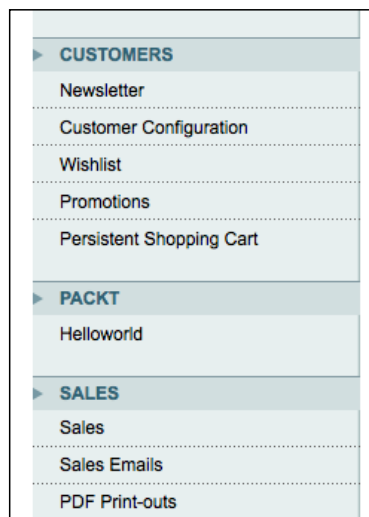 CUSTOMERS
Newsletter
Customer Configuration
Wishlist
Promotions
Persistent Shopping Cart
PACKT
Helloworld
SALES
Sales
Sales Emails
PDF Print-outs